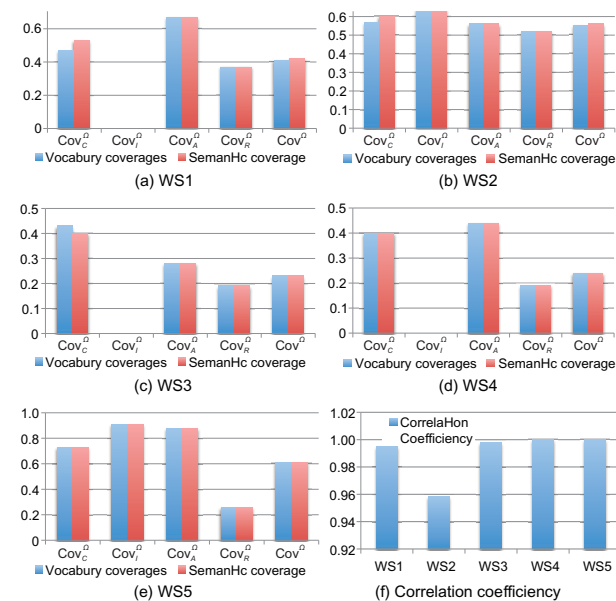 0.6
0.4
0.2
0
Cov_C^Ω Cov_I^Ω Cov_A^Ω Cov_R^Ω Cov^Ω
Vocabury coverages SemanHc coverage
(a) WS1
0.6
0.5
0.4
0.3
0.2
0.1
0
Cov_C^Ω Cov_I^Ω Cov_A^Ω Cov_R^Ω Cov^Ω
Vocabury coverages SemanHc coverage
(b) WS2
0.5
0.4
0.3
0.2
0.1
0
Cov_C^Ω Cov_I^Ω Cov_A^Ω Cov_R^Ω Cov^Ω
Vocabury coverages SemanHc coverage
(c) WS3
0.5
0.4
0.3
0.2
0.1
0
Cov_C^Ω Cov_I^Ω Cov_A^Ω Cov_R^Ω Cov^Ω
Vocabury coverages SemanHc coverage
(d) WS4
1.0
0.8
0.6
0.4
0.2
0
Cov_C^Ω Cov_I^Ω Cov_A^Ω Cov_R^Ω Cov^Ω
Vocabury coverages SemanHc coverage
(e) WS5
1.02
1.00
0.98
0.96
0.94
0.92
CorrelaHon
Coefficiency
WS1 WS2 WS3 WS4 WS5
(f) Correlation coefficiency